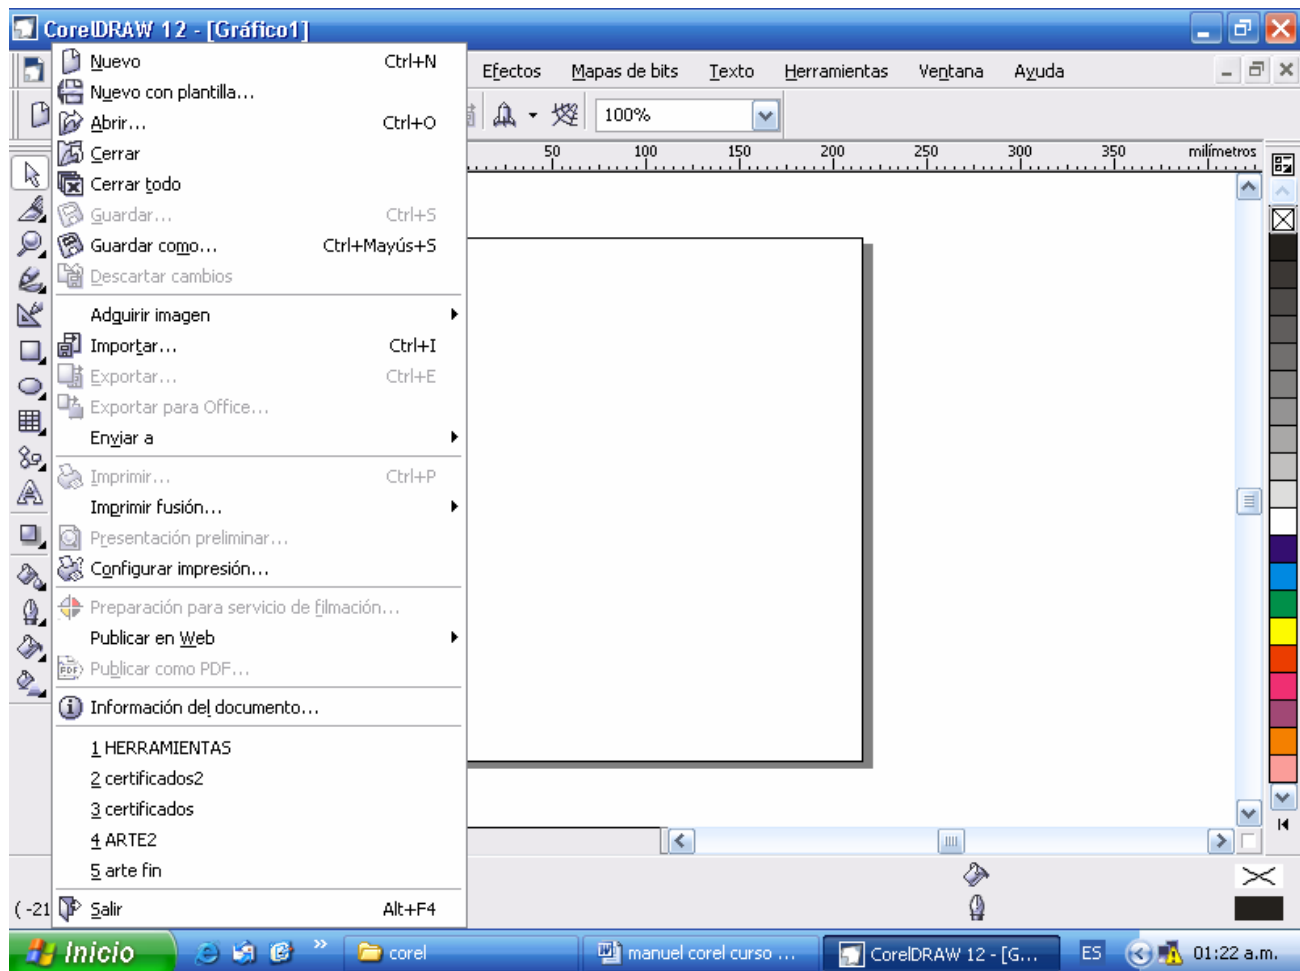 CorelDRAW 12 - [Gráfico1]
Efectos Mapas de bits Texto Herramientas Ventana Ayuda
100%
50 100 150 200 250 300 350 milímetros
Nuevo Ctrl+N
Nuevo con plantilla...
Abrir... Ctrl+O
Cerrar
Cerrar todo
Guardar... Ctrl+S
Guardar como... Ctrl+Mayús+S
Descartar cambios
Adquirir imagen
Importar... Ctrl+I
Exportar... Ctrl+E
Exportar para Office...
Enviar a
Imprimir... Ctrl+P
Imprimir fusión...
Presentación preliminar...
Configurar impresión...
Preparación para servicio de filmación...
Publicar en Web
PDF Publicar como PDF...
Información del documento...
1 HERRAMIENTAS
2 certificados2
3 certificados
4 ARTE2
5 arte fin
Salir Alt+F4
( -21
Inicio » corel manuel corel curso ... CorelDRAW 12 - [G... ES 01:22 a.m.